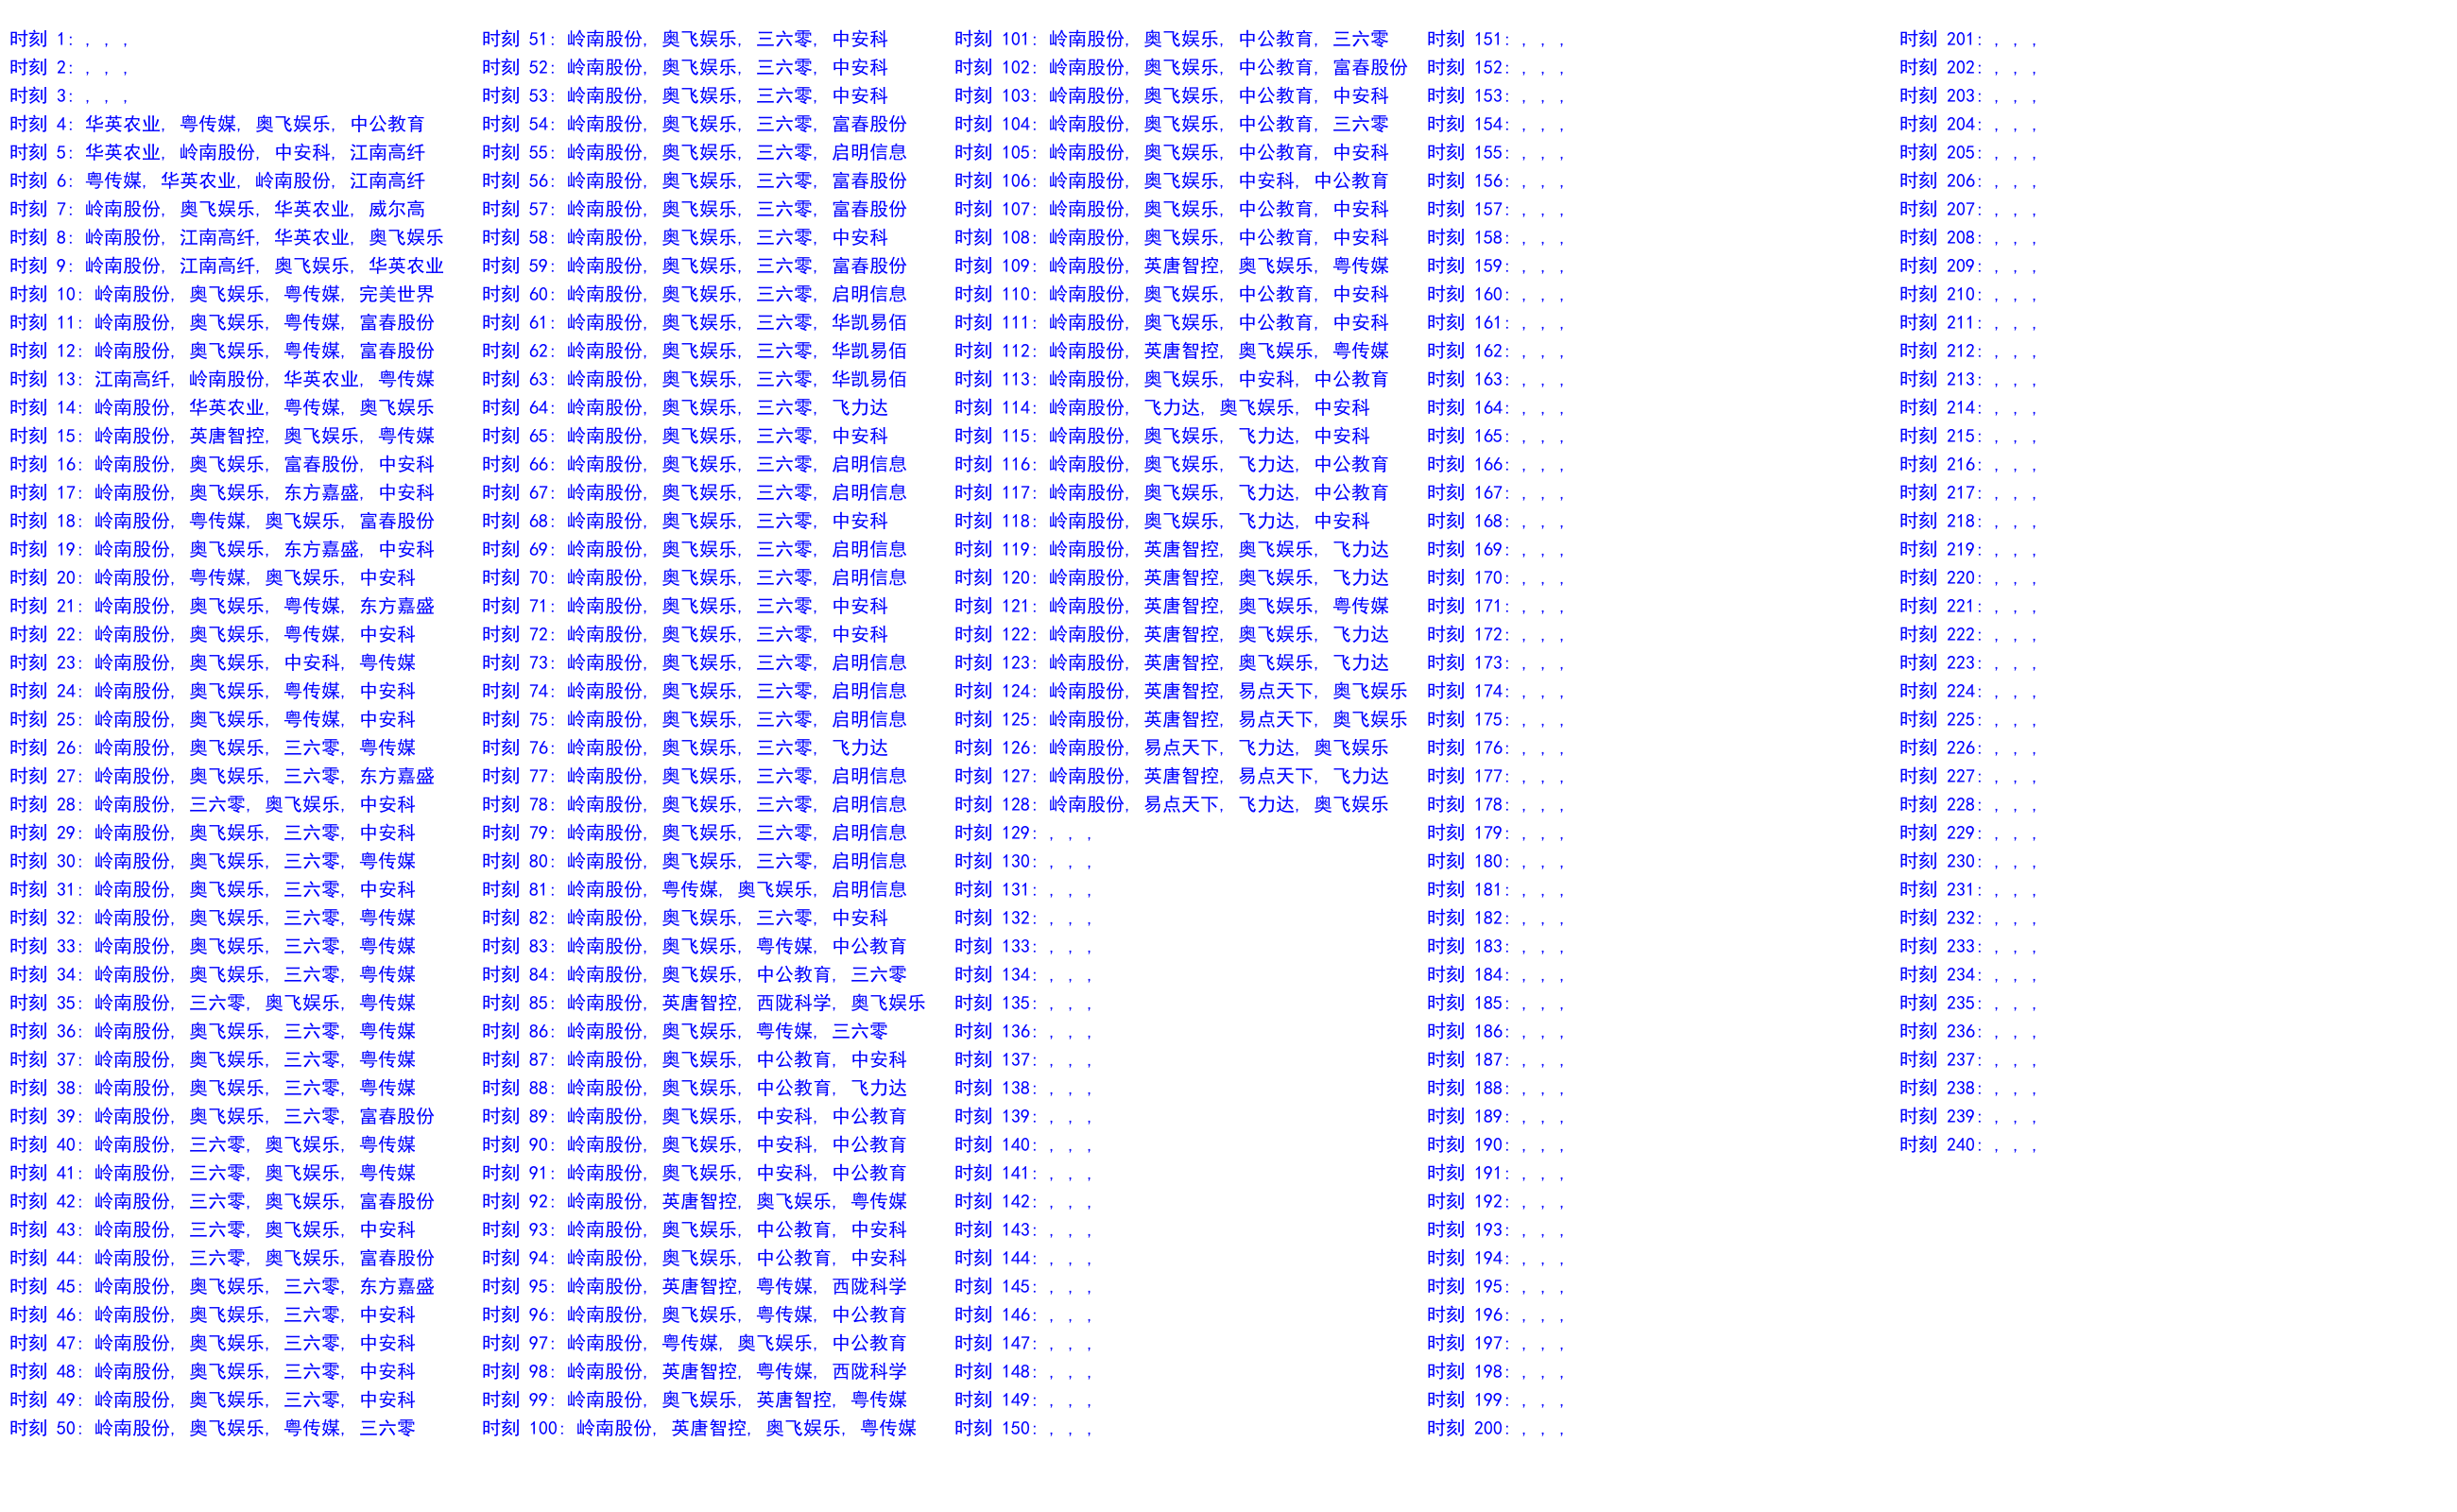 时刻 1: , , ,
时刻 2: , , ,
时刻 3: , , ,
时刻 4: 华英农业, 粤传媒, 奥飞娱乐, 中公教育
时刻 5: 华英农业, 岭南股份, 中安科, 江南高纤
时刻 6: 粤传媒, 华英农业, 岭南股份, 江南高纤
时刻 7: 岭南股份, 奥飞娱乐, 华英农业, 威尔高
时刻 8: 岭南股份, 江南高纤, 华英农业, 奥飞娱乐
时刻 9: 岭南股份, 江南高纤, 奥飞娱乐, 华英农业
时刻 10: 岭南股份, 奥飞娱乐, 粤传媒, 完美世界
时刻 11: 岭南股份, 奥飞娱乐, 粤传媒, 富春股份
时刻 12: 岭南股份, 奥飞娱乐, 粤传媒, 富春股份
时刻 13: 江南高纤, 岭南股份, 华英农业, 粤传媒
时刻 14: 岭南股份, 华英农业, 粤传媒, 奥飞娱乐
时刻 15: 岭南股份, 英唐智控, 奥飞娱乐, 粤传媒
时刻 16: 岭南股份, 奥飞娱乐, 富春股份, 中安科
时刻 17: 岭南股份, 奥飞娱乐, 东方嘉盛, 中安科
时刻 18: 岭南股份, 粤传媒, 奥飞娱乐, 富春股份
时刻 19: 岭南股份, 奥飞娱乐, 东方嘉盛, 中安科
时刻 20: 岭南股份, 粤传媒, 奥飞娱乐, 中安科
时刻 21: 岭南股份, 奥飞娱乐, 粤传媒, 东方嘉盛
时刻 22: 岭南股份, 奥飞娱乐, 粤传媒, 中安科
时刻 23: 岭南股份, 奥飞娱乐, 中安科, 粤传媒
时刻 24: 岭南股份, 奥飞娱乐, 粤传媒, 中安科
时刻 25: 岭南股份, 奥飞娱乐, 粤传媒, 中安科
时刻 26: 岭南股份, 奥飞娱乐, 三六零, 粤传媒
时刻 27: 岭南股份, 奥飞娱乐, 三六零, 东方嘉盛
时刻 28: 岭南股份, 三六零, 奥飞娱乐, 中安科
时刻 29: 岭南股份, 奥飞娱乐, 三六零, 中安科
时刻 30: 岭南股份, 奥飞娱乐, 三六零, 粤传媒
时刻 31: 岭南股份, 奥飞娱乐, 三六零, 中安科
时刻 32: 岭南股份, 奥飞娱乐, 三六零, 粤传媒
时刻 33: 岭南股份, 奥飞娱乐, 三六零, 粤传媒
时刻 34: 岭南股份, 奥飞娱乐, 三六零, 粤传媒
时刻 35: 岭南股份, 三六零, 奥飞娱乐, 粤传媒
时刻 36: 岭南股份, 奥飞娱乐, 三六零, 粤传媒
时刻 37: 岭南股份, 奥飞娱乐, 三六零, 粤传媒
时刻 38: 岭南股份, 奥飞娱乐, 三六零, 粤传媒
时刻 39: 岭南股份, 奥飞娱乐, 三六零, 富春股份
时刻 40: 岭南股份, 三六零, 奥飞娱乐, 粤传媒
时刻 41: 岭南股份, 三六零, 奥飞娱乐, 粤传媒
时刻 42: 岭南股份, 三六零, 奥飞娱乐, 富春股份
时刻 43: 岭南股份, 三六零, 奥飞娱乐, 中安科
时刻 44: 岭南股份, 三六零, 奥飞娱乐, 富春股份
时刻 45: 岭南股份, 奥飞娱乐, 三六零, 东方嘉盛
时刻 46: 岭南股份, 奥飞娱乐, 三六零, 中安科
时刻 47: 岭南股份, 奥飞娱乐, 三六零, 中安科
时刻 48: 岭南股份, 奥飞娱乐, 三六零, 中安科
时刻 49: 岭南股份, 奥飞娱乐, 三六零, 中安科
时刻 50: 岭南股份, 奥飞娱乐, 粤传媒, 三六零
时刻 51: 岭南股份, 奥飞娱乐, 三六零, 中安科
时刻 52: 岭南股份, 奥飞娱乐, 三六零, 中安科
时刻 53: 岭南股份, 奥飞娱乐, 三六零, 中安科
时刻 54: 岭南股份, 奥飞娱乐, 三六零, 富春股份
时刻 55: 岭南股份, 奥飞娱乐, 三六零, 启明信息
时刻 56: 岭南股份, 奥飞娱乐, 三六零, 富春股份
时刻 57: 岭南股份, 奥飞娱乐, 三六零, 富春股份
时刻 58: 岭南股份, 奥飞娱乐, 三六零, 中安科
时刻 59: 岭南股份, 奥飞娱乐, 三六零, 富春股份
时刻 60: 岭南股份, 奥飞娱乐, 三六零, 启明信息
时刻 61: 岭南股份, 奥飞娱乐, 三六零, 华凯易佰
时刻 62: 岭南股份, 奥飞娱乐, 三六零, 华凯易佰
时刻 63: 岭南股份, 奥飞娱乐, 三六零, 华凯易佰
时刻 64: 岭南股份, 奥飞娱乐, 三六零, 飞力达
时刻 65: 岭南股份, 奥飞娱乐, 三六零, 中安科
时刻 66: 岭南股份, 奥飞娱乐, 三六零, 启明信息
时刻 67: 岭南股份, 奥飞娱乐, 三六零, 启明信息
时刻 68: 岭南股份, 奥飞娱乐, 三六零, 中安科
时刻 69: 岭南股份, 奥飞娱乐, 三六零, 启明信息
时刻 70: 岭南股份, 奥飞娱乐, 三六零, 启明信息
时刻 71: 岭南股份, 奥飞娱乐, 三六零, 中安科
时刻 72: 岭南股份, 奥飞娱乐, 三六零, 中安科
时刻 73: 岭南股份, 奥飞娱乐, 三六零, 启明信息
时刻 74: 岭南股份, 奥飞娱乐, 三六零, 启明信息
时刻 75: 岭南股份, 奥飞娱乐, 三六零, 启明信息
时刻 76: 岭南股份, 奥飞娱乐, 三六零, 飞力达
时刻 77: 岭南股份, 奥飞娱乐, 三六零, 启明信息
时刻 78: 岭南股份, 奥飞娱乐, 三六零, 启明信息
时刻 79: 岭南股份, 奥飞娱乐, 三六零, 启明信息
时刻 80: 岭南股份, 奥飞娱乐, 三六零, 启明信息
时刻 81: 岭南股份, 粤传媒, 奥飞娱乐, 启明信息
时刻 82: 岭南股份, 奥飞娱乐, 三六零, 中安科
时刻 83: 岭南股份, 奥飞娱乐, 粤传媒, 中公教育
时刻 84: 岭南股份, 奥飞娱乐, 中公教育, 三六零
时刻 85: 岭南股份, 英唐智控, 西陇科学, 奥飞娱乐
时刻 86: 岭南股份, 奥飞娱乐, 粤传媒, 三六零
时刻 87: 岭南股份, 奥飞娱乐, 中公教育, 中安科
时刻 88: 岭南股份, 奥飞娱乐, 中公教育, 飞力达
时刻 89: 岭南股份, 奥飞娱乐, 中安科, 中公教育
时刻 90: 岭南股份, 奥飞娱乐, 中安科, 中公教育
时刻 91: 岭南股份, 奥飞娱乐, 中安科, 中公教育
时刻 92: 岭南股份, 英唐智控, 奥飞娱乐, 粤传媒
时刻 93: 岭南股份, 奥飞娱乐, 中公教育, 中安科
时刻 94: 岭南股份, 奥飞娱乐, 中公教育, 中安科
时刻 95: 岭南股份, 英唐智控, 粤传媒, 西陇科学
时刻 96: 岭南股份, 奥飞娱乐, 粤传媒, 中公教育
时刻 97: 岭南股份, 粤传媒, 奥飞娱乐, 中公教育
时刻 98: 岭南股份, 英唐智控, 粤传媒, 西陇科学
时刻 99: 岭南股份, 奥飞娱乐, 英唐智控, 粤传媒
时刻 100: 岭南股份, 英唐智控, 奥飞娱乐, 粤传媒
时刻 101: 岭南股份, 奥飞娱乐, 中公教育, 三六零
时刻 102: 岭南股份, 奥飞娱乐, 中公教育, 富春股份
时刻 103: 岭南股份, 奥飞娱乐, 中公教育, 中安科
时刻 104: 岭南股份, 奥飞娱乐, 中公教育, 三六零
时刻 105: 岭南股份, 奥飞娱乐, 中公教育, 中安科
时刻 106: 岭南股份, 奥飞娱乐, 中安科, 中公教育
时刻 107: 岭南股份, 奥飞娱乐, 中公教育, 中安科
时刻 108: 岭南股份, 奥飞娱乐, 中公教育, 中安科
时刻 109: 岭南股份, 英唐智控, 奥飞娱乐, 粤传媒
时刻 110: 岭南股份, 奥飞娱乐, 中公教育, 中安科
时刻 111: 岭南股份, 奥飞娱乐, 中公教育, 中安科
时刻 112: 岭南股份, 英唐智控, 奥飞娱乐, 粤传媒
时刻 113: 岭南股份, 奥飞娱乐, 中安科, 中公教育
时刻 114: 岭南股份, 飞力达, 奥飞娱乐, 中安科
时刻 115: 岭南股份, 奥飞娱乐, 飞力达, 中安科
时刻 116: 岭南股份, 奥飞娱乐, 飞力达, 中公教育
时刻 117: 岭南股份, 奥飞娱乐, 飞力达, 中公教育
时刻 118: 岭南股份, 奥飞娱乐, 飞力达, 中安科
时刻 119: 岭南股份, 英唐智控, 奥飞娱乐, 飞力达
时刻 120: 岭南股份, 英唐智控, 奥飞娱乐, 飞力达
时刻 121: 岭南股份, 英唐智控, 奥飞娱乐, 粤传媒
时刻 122: 岭南股份, 英唐智控, 奥飞娱乐, 飞力达
时刻 123: 岭南股份, 英唐智控, 奥飞娱乐, 飞力达
时刻 124: 岭南股份, 英唐智控, 易点天下, 奥飞娱乐
时刻 125: 岭南股份, 英唐智控, 易点天下, 奥飞娱乐
时刻 126: 岭南股份, 易点天下, 飞力达, 奥飞娱乐
时刻 127: 岭南股份, 英唐智控, 易点天下, 飞力达
时刻 128: 岭南股份, 易点天下, 飞力达, 奥飞娱乐
时刻 129: , , ,
时刻 130: , , ,
时刻 131: , , ,
时刻 132: , , ,
时刻 133: , , ,
时刻 134: , , ,
时刻 135: , , ,
时刻 136: , , ,
时刻 137: , , ,
时刻 138: , , ,
时刻 139: , , ,
时刻 140: , , ,
时刻 141: , , ,
时刻 142: , , ,
时刻 143: , , ,
时刻 144: , , ,
时刻 145: , , ,
时刻 146: , , ,
时刻 147: , , ,
时刻 148: , , ,
时刻 149: , , ,
时刻 150: , , ,
时刻 151: , , ,
时刻 152: , , ,
时刻 153: , , ,
时刻 154: , , ,
时刻 155: , , ,
时刻 156: , , ,
时刻 157: , , ,
时刻 158: , , ,
时刻 159: , , ,
时刻 160: , , ,
时刻 161: , , ,
时刻 162: , , ,
时刻 163: , , ,
时刻 164: , , ,
时刻 165: , , ,
时刻 166: , , ,
时刻 167: , , ,
时刻 168: , , ,
时刻 169: , , ,
时刻 170: , , ,
时刻 171: , , ,
时刻 172: , , ,
时刻 173: , , ,
时刻 174: , , ,
时刻 175: , , ,
时刻 176: , , ,
时刻 177: , , ,
时刻 178: , , ,
时刻 179: , , ,
时刻 180: , , ,
时刻 181: , , ,
时刻 182: , , ,
时刻 183: , , ,
时刻 184: , , ,
时刻 185: , , ,
时刻 186: , , ,
时刻 187: , , ,
时刻 188: , , ,
时刻 189: , , ,
时刻 190: , , ,
时刻 191: , , ,
时刻 192: , , ,
时刻 193: , , ,
时刻 194: , , ,
时刻 195: , , ,
时刻 196: , , ,
时刻 197: , , ,
时刻 198: , , ,
时刻 199: , , ,
时刻 200: , , ,
时刻 201: , , ,
时刻 202: , , ,
时刻 203: , , ,
时刻 204: , , ,
时刻 205: , , ,
时刻 206: , , ,
时刻 207: , , ,
时刻 208: , , ,
时刻 209: , , ,
时刻 210: , , ,
时刻 211: , , ,
时刻 212: , , ,
时刻 213: , , ,
时刻 214: , , ,
时刻 215: , , ,
时刻 216: , , ,
时刻 217: , , ,
时刻 218: , , ,
时刻 219: , , ,
时刻 220: , , ,
时刻 221: , , ,
时刻 222: , , ,
时刻 223: , , ,
时刻 224: , , ,
时刻 225: , , ,
时刻 226: , , ,
时刻 227: , , ,
时刻 228: , , ,
时刻 229: , , ,
时刻 230: , , ,
时刻 231: , , ,
时刻 232: , , ,
时刻 233: , , ,
时刻 234: , , ,
时刻 235: , , ,
时刻 236: , , ,
时刻 237: , , ,
时刻 238: , , ,
时刻 239: , , ,
时刻 240: , , ,